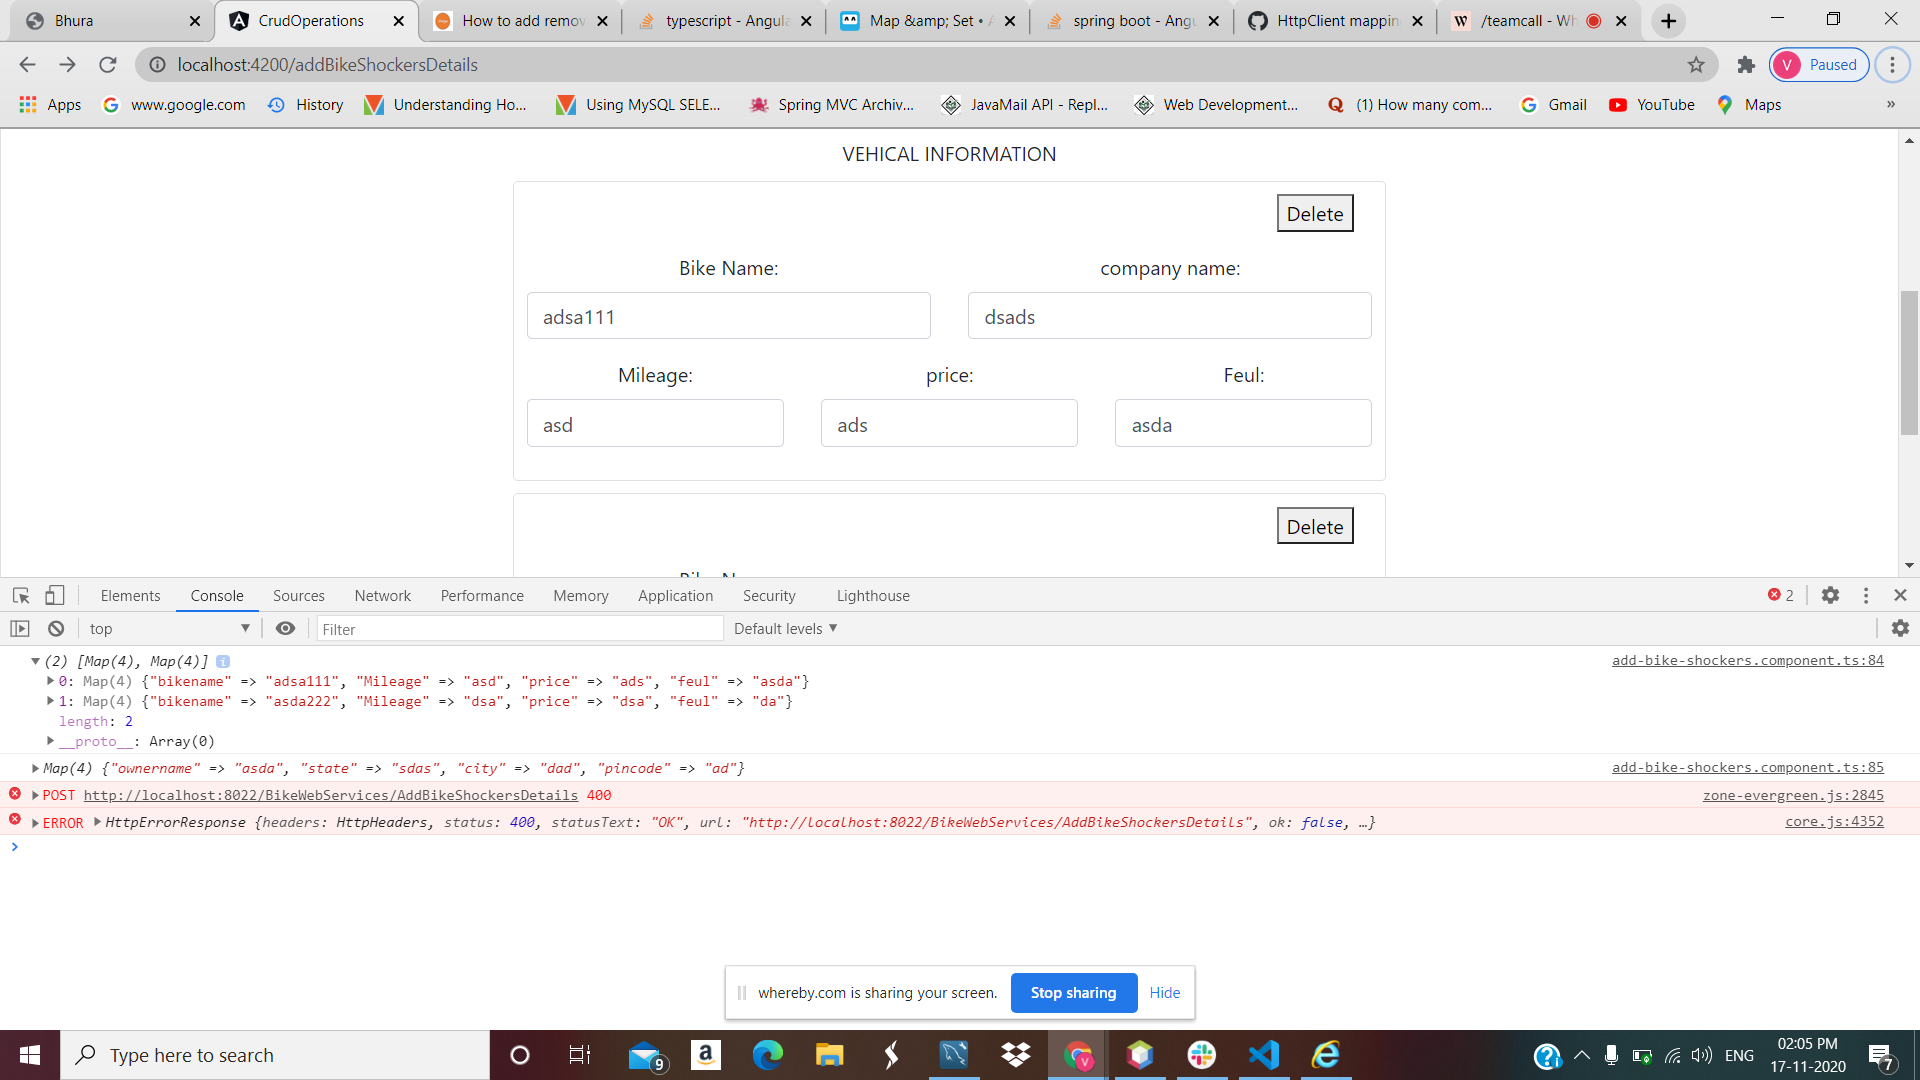 Bhura
CrudOperations
How to add remov
typescript - Angula
Map &amp; Set • A
spring boot - Angu
HttpClient mappin
/teamcall - Wh
localhost:4200/addBikeShockersDetails
V Paused
Apps
www.google.com
History
Understanding Ho...
Using MySQL SELE...
Spring MVC Archiv...
JavaMail API - Repl...
Web Development...
(1) How many com...
Gmail
YouTube
Maps
»
VEHICAL INFORMATION
Delete
Bike Name: company name:
adsa111 dsads
Mileage: price: Feul:
asd ads asda
Delete
Elements Console Sources Network Performance Memory Application Security Lighthouse 2
top Filter Default levels ▼
(2) [Map(4), Map(4)] i add-bike-shockers.component.ts:84
0: Map(4) {"bikename" => "adsa111", "Mileage" => "asd", "price" => "ads", "feul" => "asda"}
1: Map(4) {"bikename" => "asda222", "Mileage" => "dsa", "price" => "dsa", "feul" => "da"}
length: 2
__proto__: Array(0)
Map(4) {"ownername" => "asda", "state" => "sdas", "city" => "dad", "pincode" => "ad"} add-bike-shockers.component.ts:85
POST http://localhost:8022/BikeWebServices/AddBikeShockersDetails 400 zone-evergreen.js:2845
ERROR HttpErrorResponse {headers: HttpHeaders, status: 400, statusText: "OK", url: "http://localhost:8022/BikeWebServices/AddBikeShockersDetails", ok: false, …} core.js:4352
whereby.com is sharing your screen. Stop sharing Hide
Type here to search
9
ENG
02:05 PM
17-11-2020
7